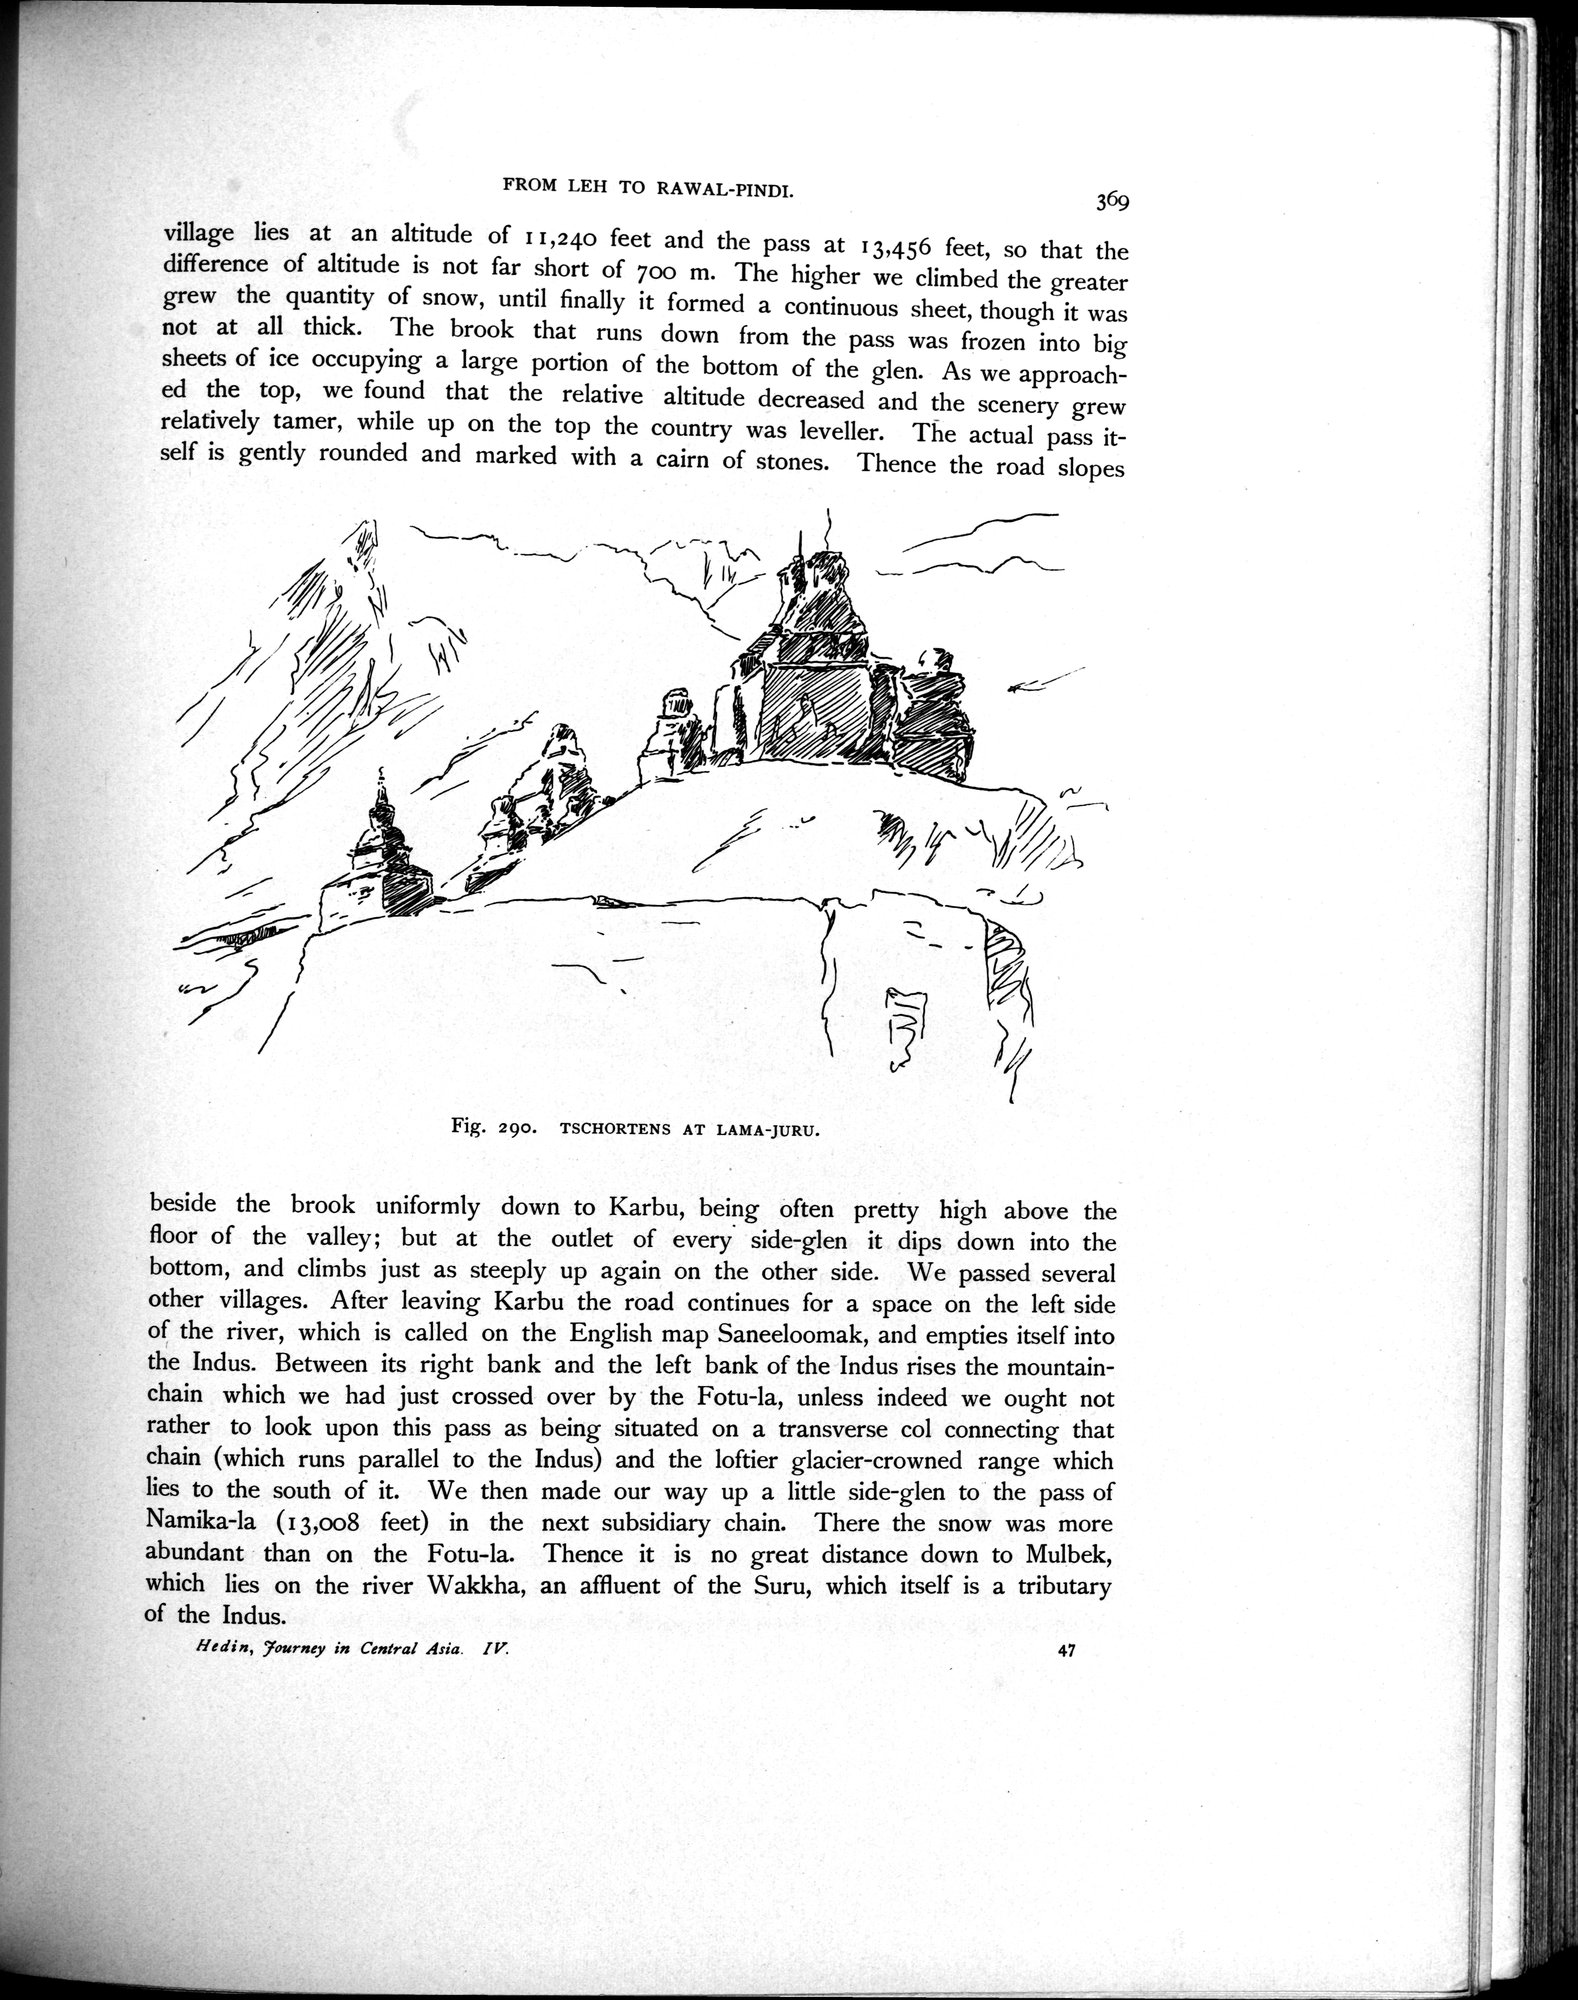 FROM LEH TO RAWAL-PINDI. 369
village lies at an altitude of 11,240 feet and the pass at 13,456 feet, so that the
difference of altitude is not far short of 700 m. The higher we climbed the greater
grew the quantity of snow, until finally it formed a continuous sheet, though it was
not at all thick. The brook that runs down from the pass was frozen into big
sheets of ice occupying a large portion of the bottom of the glen. As we approach-
ed the top, we found that the relative altitude decreased and the scenery grew
relatively tamer, while up on the top the country was leveller. The actual pass it-
self is gently rounded and marked with a cairn of stones. Thence the road slopes
Fig. 290. TSCHORTENS AT LAMA-JURU.
beside the brook uniformly down to Karbu, being often pretty high above the
floor of the valley; but at the outlet of every side-glen it dips down into the
bottom, and climbs just as steeply up again on the other side. We passed several
other villages. After leaving Karbu the road continues for a space on the left side
of the river, which is called on the English map Saneeloomak, and empties itself into
the Indus. Between its right bank and the left bank of the Indus rises the mountain-
chain which we had just crossed over by the Fotu-la, unless indeed we ought not
rather to look upon this pass as being situated on a transverse col connecting that
chain (which runs parallel to the Indus) and the loftier glacier-crowned range which
lies to the south of it. We then made our way up a little side-glen to the pass of
Namika-la (13,008 feet) in the next subsidiary chain. There the snow was more
abundant than on the Fotu-la. Thence it is no great distance down to Mulbek,
which lies on the river Wakkha, an affluent of the Suru, which itself is a tributary
of the Indus.
Hedin, Journey in Central Asia. IV. 47